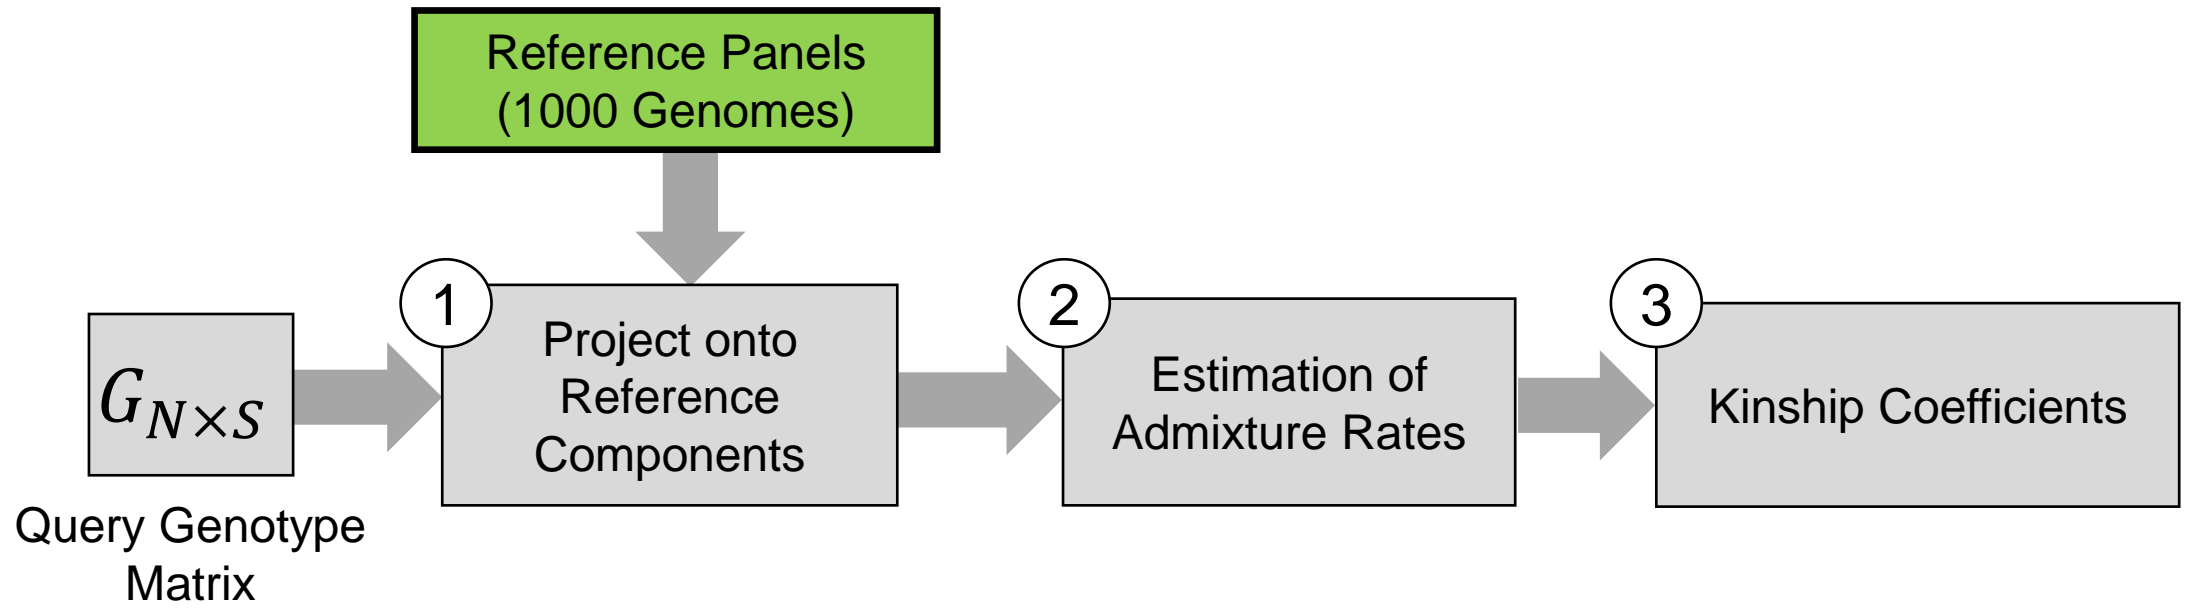 Reference Panels
(1000 Genomes)
1
2
3
Project onto
Reference
Components
Estimation of
Admixture Rates
Kinship Coefficients
G_{N×S}
Query Genotype
Matrix